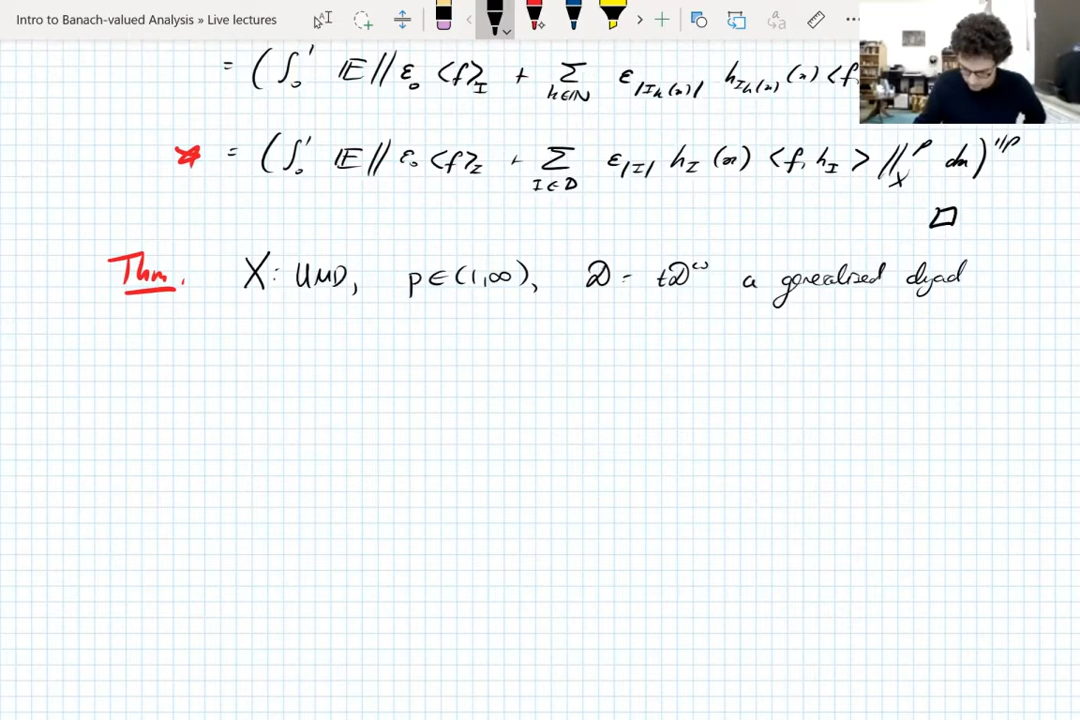 Intro to Banach-valued Analysis » Live lectures
= (∫₀¹ 𝔼 ‖ ε₀ <f>_I + Σ_{k∈ℕ} ε_{|I_k(x)|} h_{I_k(x)} (x) <f,
* = (∫₀¹ 𝔼 ‖ ε₀ <f>_I + Σ_{I∈D} ε_{|I|} h_I (x) <f, h_I> ‖_X^p dx)^{1/p}
□
Thm. X: UMD, p∈(1,∞), 𝒟 = t𝒟^ω a generalised dyad